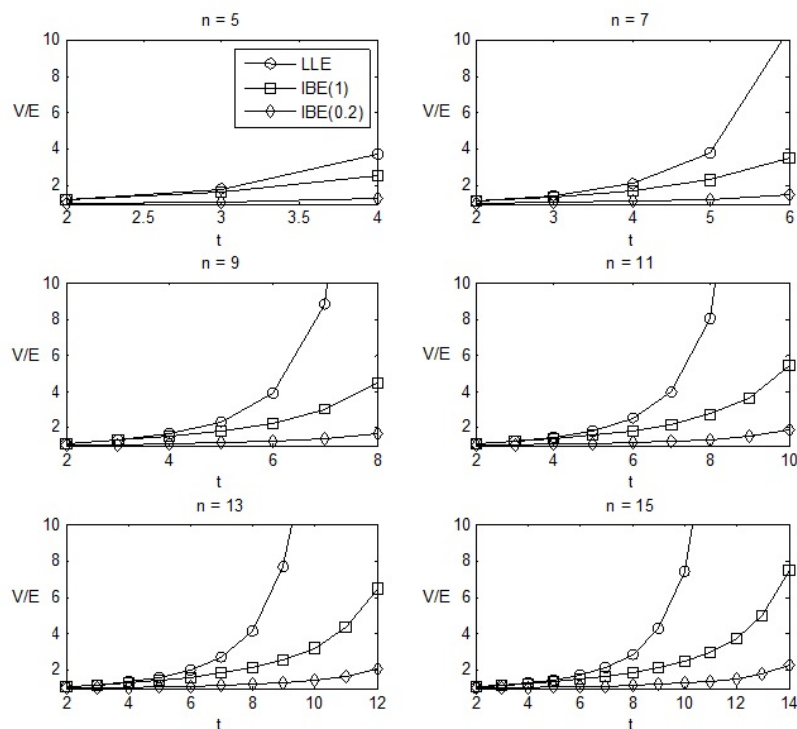 n = 5
10
8
6
4
2
V/E
LLE
IBE(1)
IBE(0.2)
2 2.5 3 3.5 4
t
n = 7
10
8
6
4
2
V/E
2 3 4 5 6
t
n = 9
10
8
6
4
2
V/E
2 4 6 8
t
n = 11
10
8
6
4
2
V/E
2 4 6 8 10
t
n = 13
10
8
6
4
2
V/E
2 4 6 8 10 12
t
n = 15
10
8
6
4
2
V/E
2 4 6 8 10 12 14
t